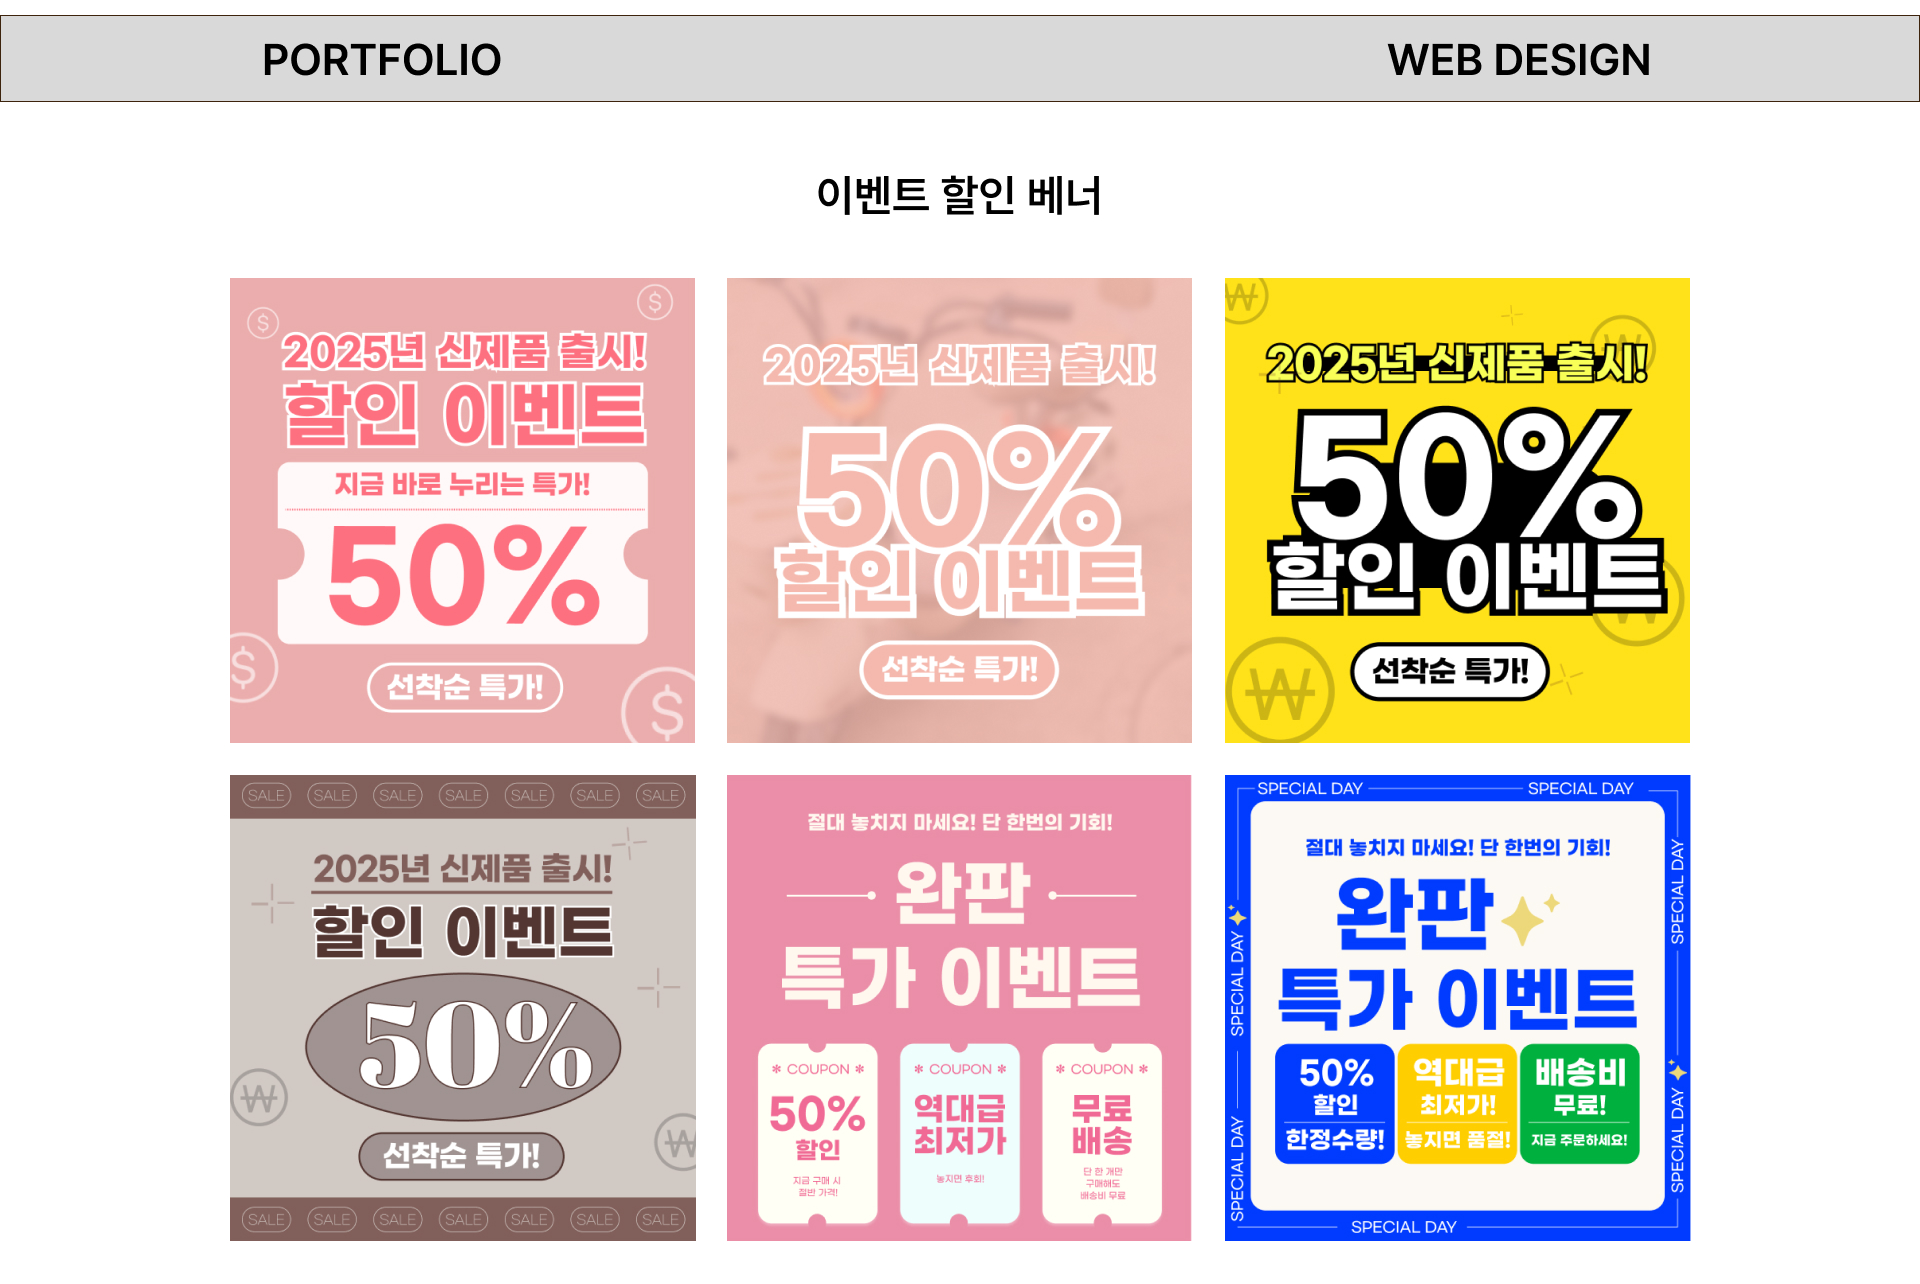 PORTFOLIO
WEB DESIGN
이벤트 할인 베너
2025년 신제품 출시!
할인 이벤트
지금 바로 누리는 특가!
50%
선착순 특가!
2025년 신제품 출시!
50%
할인 이벤트
선착순 특가!
2025년 신제품 출시!
50%
할인 이벤트
선착순 특가!
SALE SALE SALE SALE SALE SALE SALE
2025년 신제품 출시!
할인 이벤트
50%
선착순 특가!
SALE SALE SALE SALE SALE SALE SALE
절대 놓치지 마세요! 단 한번의 기회!
완판
특가 이벤트
* COUPON *
50%
할인
지금 구매 시
절반 가격!
* COUPON *
역대급
최저가
놓지면 후회!
* COUPON *
무료
배송
단 한 개만
구매해도
배송비 무료
SPECIAL DAY SPECIAL DAY
절대 놓치지 마세요! 단 한번의 기회!
완판
특가 이벤트
50%
할인
한정수량!
역대급
최저가!
놓지면 품절!
배송비
무료!
지금 주문하세요!
SPECIAL DAY
SPECIAL DAY
SPECIAL DAY
SPECIAL DAY
SPECIAL DAY